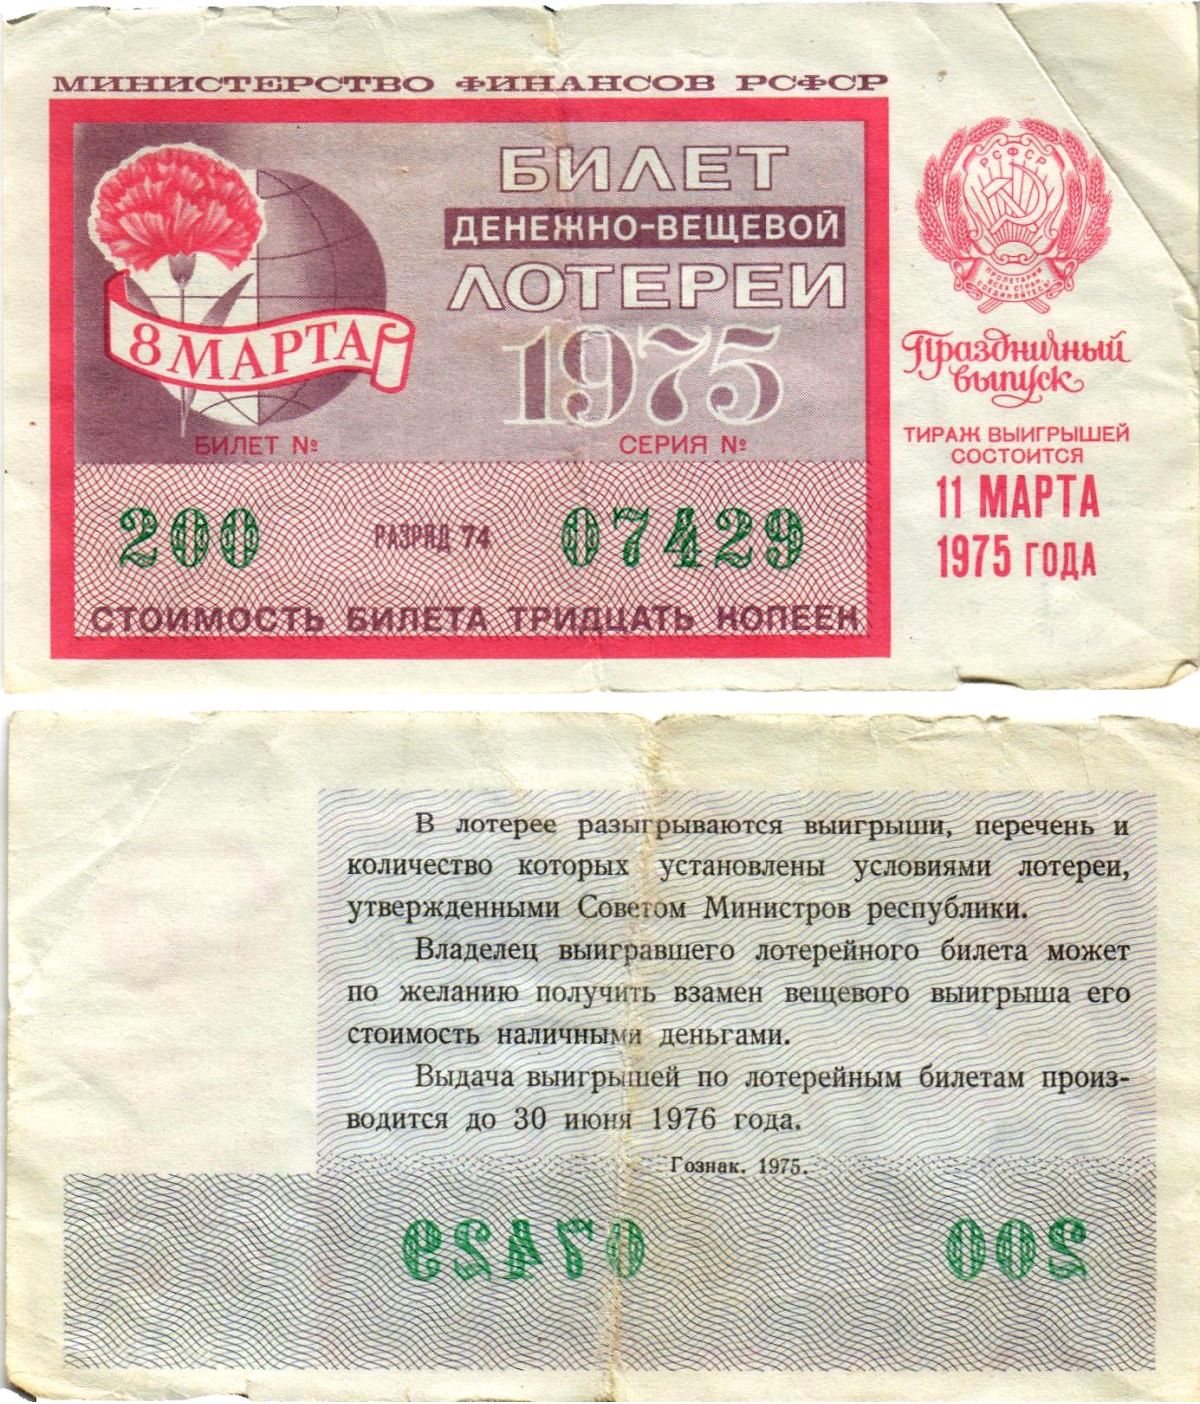 МИНИСТЕРСТВО ФИНАНСОВ РСФСР
БИЛЕТ
ДЕНЕЖНО-ВЕЩЕВОЙ
ЛОТЕРЕИ
1975
8 МАРТА
БИЛЕТ № СЕРИЯ №
200 РАЗРЯД 74 07429
СТОИМОСТЬ БИЛЕТА ТРИДЦАТЬ КОПЕЕК
РСФСР
ПРОЛЕТАРИИ
ВСЕХ СТРАН,
СОЕДИНЯЙТЕСЬ!
Праздничный
выпуск
ТИРАЖ ВЫИГРЫШЕЙ
СОСТОИТСЯ
11 МАРТА
1975 ГОДА
В лотерее разыгрываются выигрыши, перечень и
количество которых установлены условиями лотереи,
утвержденными Советом Министров республики.
Владелец выигравшего лотерейного билета может
по желанию получить взамен вещевого выигрыша его
стоимость наличными деньгами.
Выдача выигрышей по лотерейным билетам произ-
водится до 30 июня 1976 года.
Гознак. 1975.
07429 200